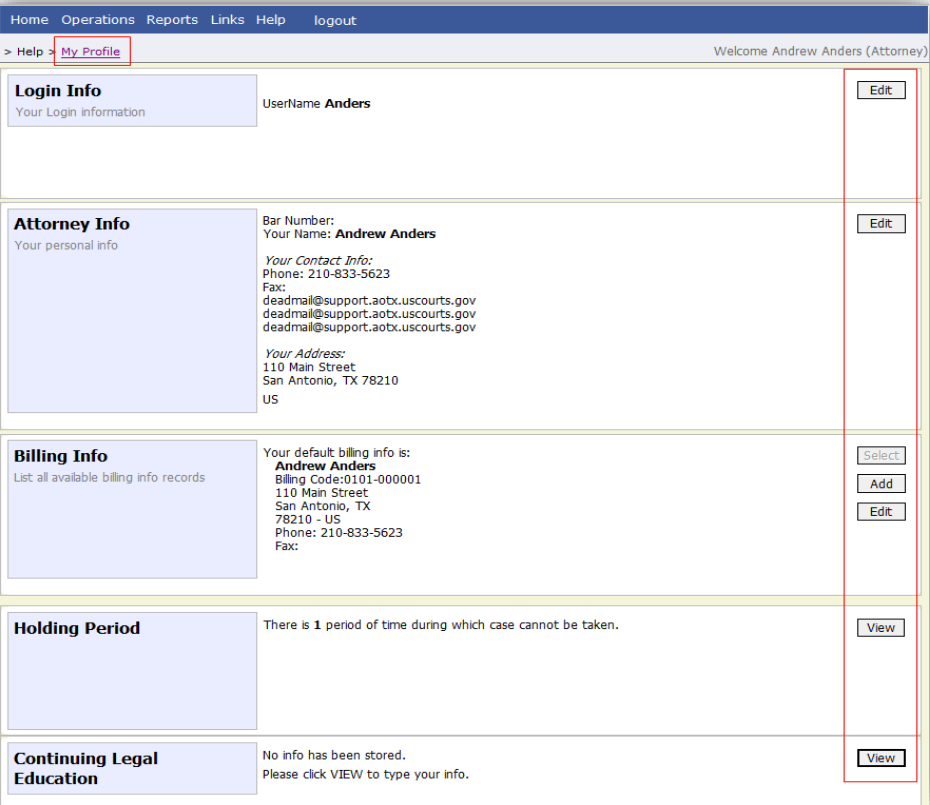 Home Operations Reports Links Help logout
> Help > My Profile Welcome Andrew Anders (Attorney)
Login Info
Your Login information
UserName Anders
Edit
Attorney Info
Your personal info
Bar Number:
Your Name: Andrew Anders
Your Contact Info:
Phone: 210-833-5623
Fax:
deadmail@support.aotx.uscourts.gov
deadmail@support.aotx.uscourts.gov
deadmail@support.aotx.uscourts.gov
Your Address:
110 Main Street
San Antonio, TX 78210
US
Edit
Billing Info
List all available billing info records
Your default billing info is:
Andrew Anders
Billing Code:0101-000001
110 Main Street
San Antonio, TX
78210 - US
Phone: 210-833-5623
Fax:
Select
Add
Edit
Holding Period
There is 1 period of time during which case cannot be taken.
View
Continuing Legal
Education
No info has been stored.
Please click VIEW to type your info.
View